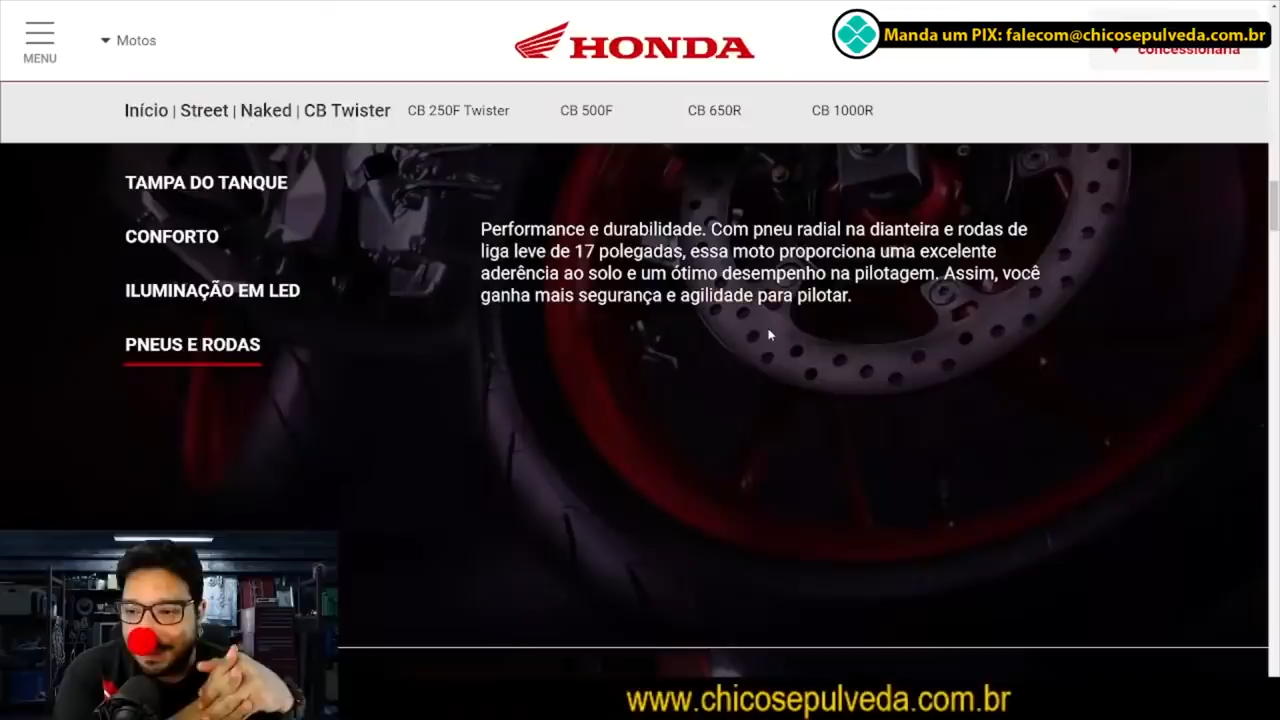 MENU
Motos
HONDA
Manda um PIX: falecom@chicosepulveda.com.br
concessionária
Início | Street | Naked | CB Twister
CB 250F Twister
CB 500F
CB 650R
CB 1000R
TAMPA DO TANQUE
CONFORTO
ILUMINAÇÃO EM LED
PNEUS E RODAS
Performance e durabilidade. Com pneu radial na dianteira e rodas de
liga leve de 17 polegadas, essa moto proporciona uma excelente
aderência ao solo e um ótimo desempenho na pilotagem. Assim, você
ganha mais segurança e agilidade para pilotar.
www.chicosepulveda.com.br